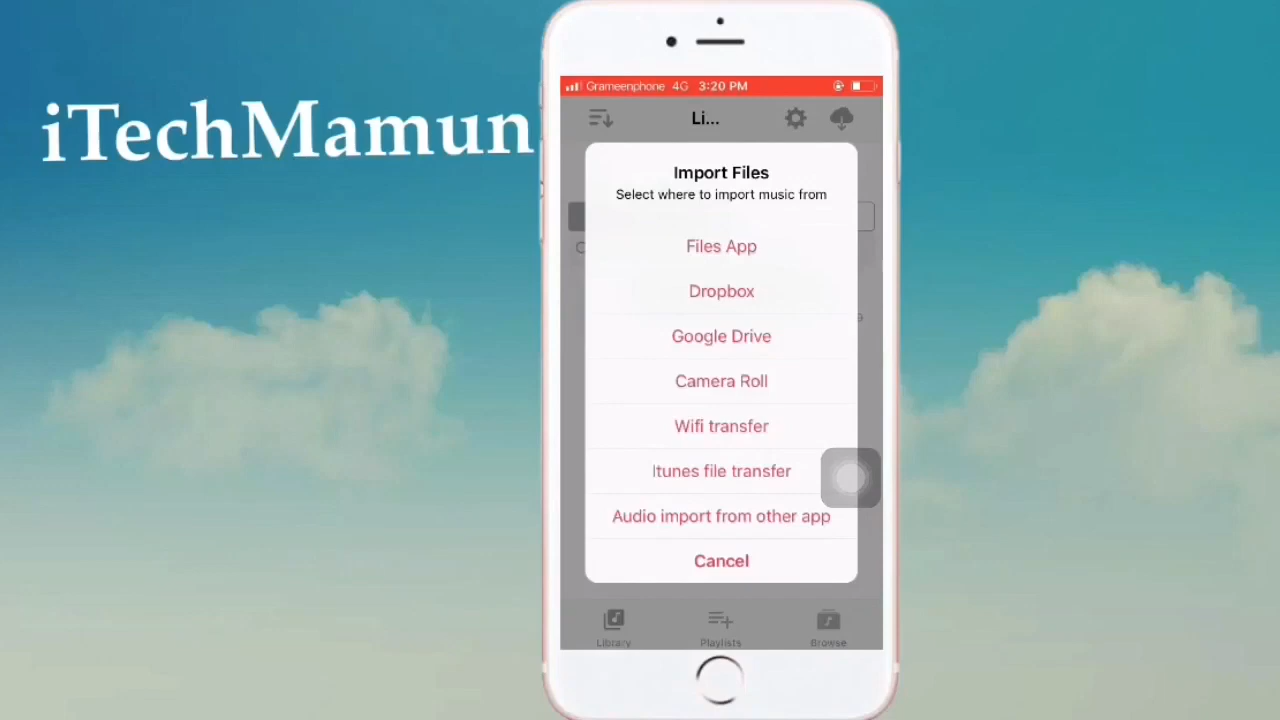 iTechMamun
Grameenphone 4G 3:20 PM
Li...
Import Files
Select where to import music from
Files App
Dropbox
Google Drive
Camera Roll
Wifi transfer
Itunes file transfer
Audio import from other app
Cancel
Library Playlists Browse